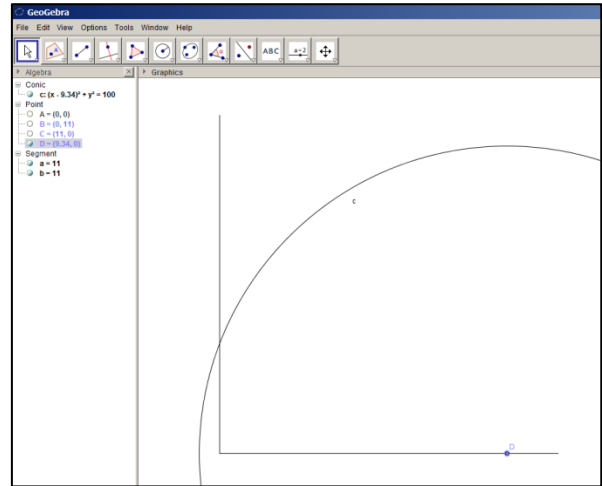 GeoGebra
File Edit View Options Tools Window Help
ABC a=2
Algebra Graphics
Conic
c: (x - 9.34)² + y² = 100
Point
A = (0, 0)
B = (0, 11)
C = (11, 0)
D = (9.34, 0)
Segment
a = 11
b = 11
c
D